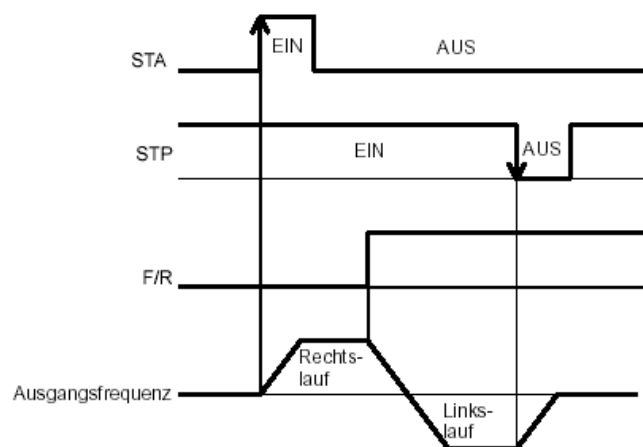 EIN
AUS
STA
STP
EIN
AUS
F/R
Rechts-
lauf
Ausgangsfrequenz
Links-
lauf